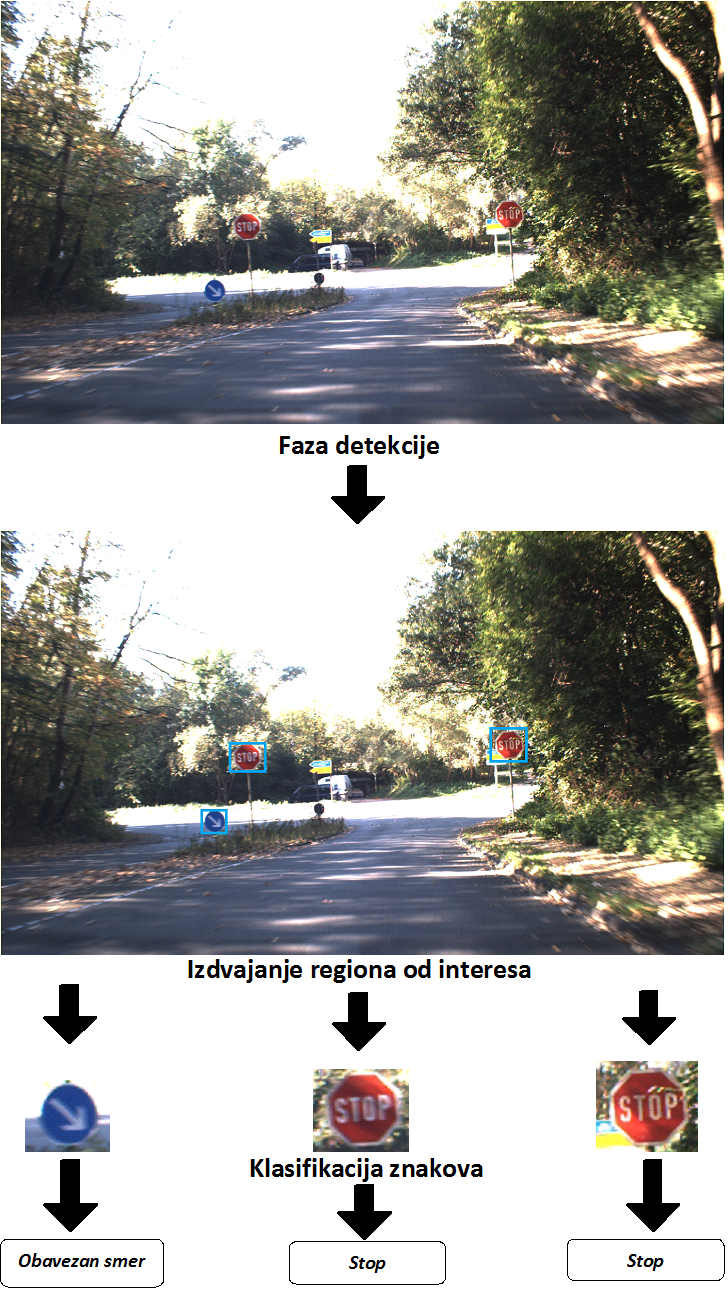 STOP
STOP
Faza detekcije
STOP
STOP
Izdvajanje regiona od interesa
STOP
STOP
Klasifikacija znakova
Obavezan smer
Stop
Stop